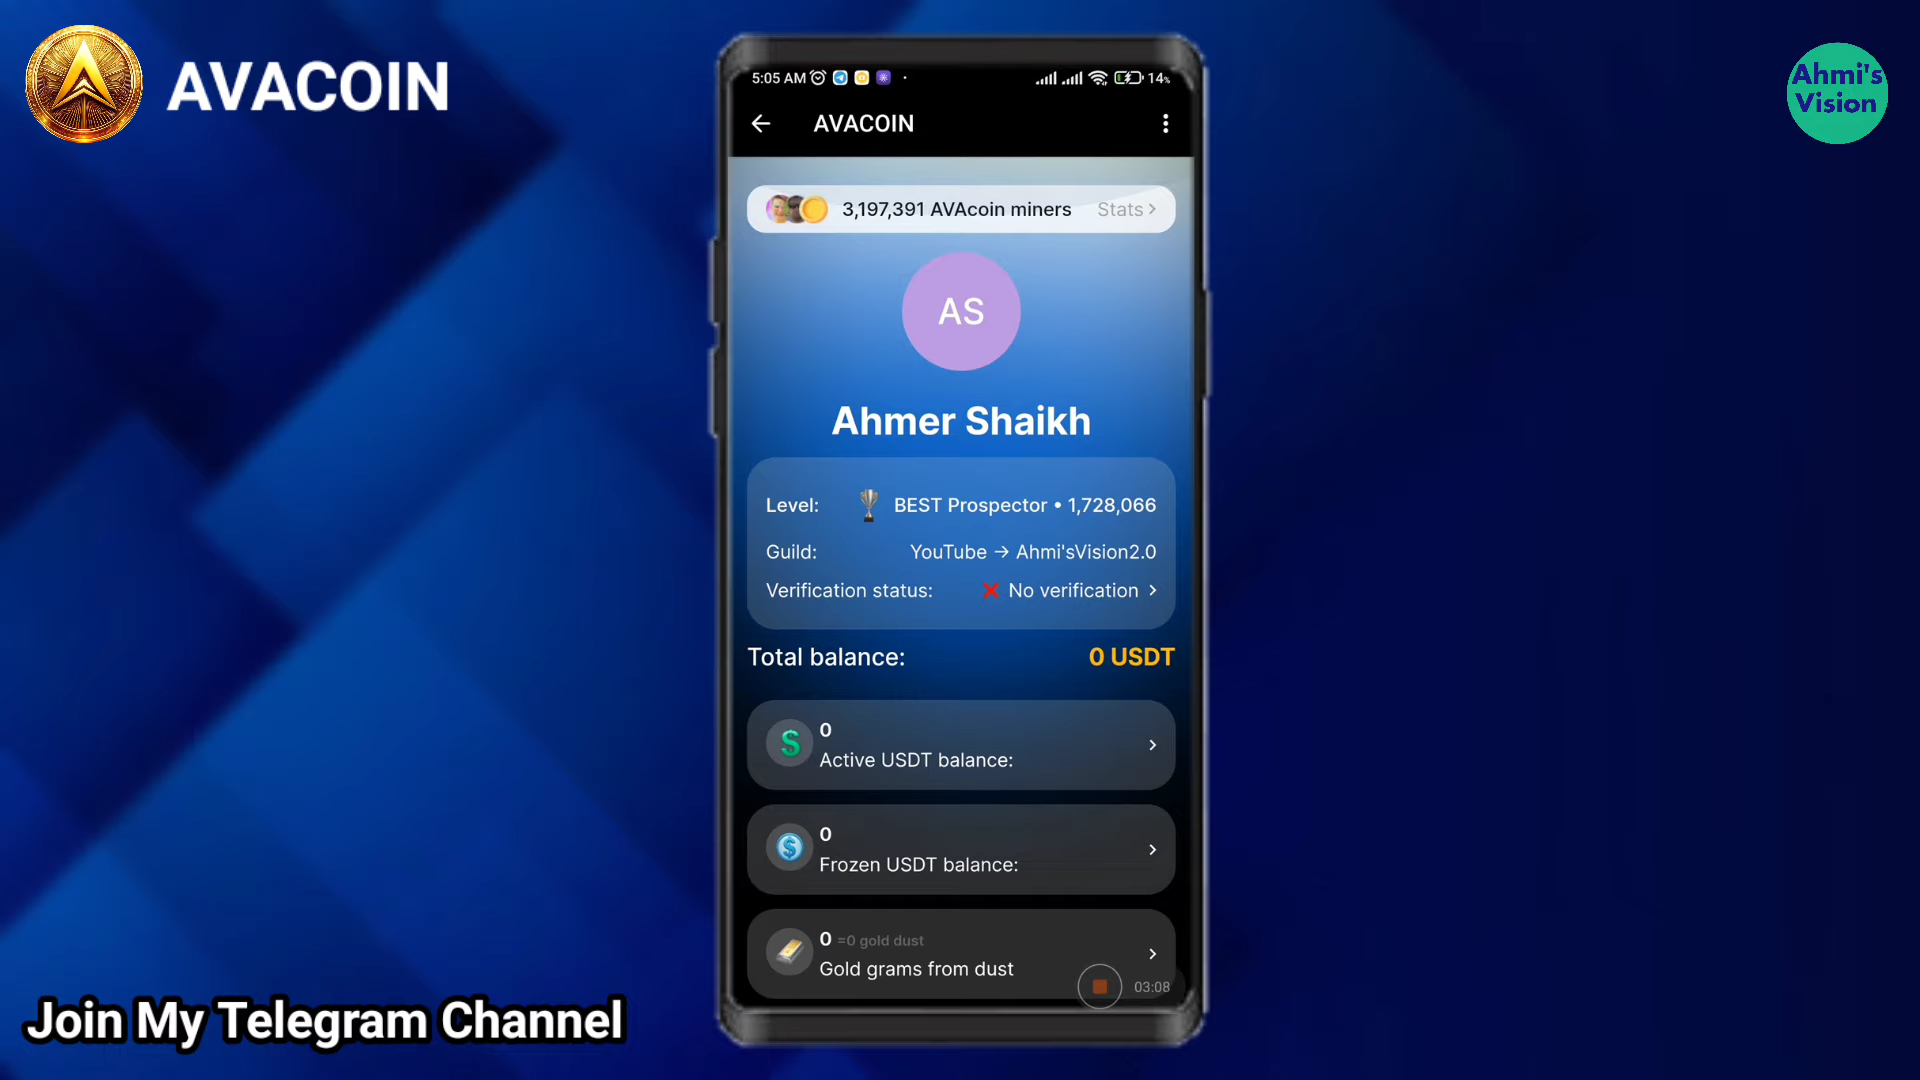 AVACOIN
Ahmi's
Vision
5:05 AM
14%
AVACOIN
3,197,391 AVAcoin miners Stats >
AS
Ahmer Shaikh
Level: BEST Prospector • 1,728,066
Guild: YouTube → Ahmi'sVision2.0
Verification status: ❌ No verification >
Total balance: 0 USDT
0
Active USDT balance:
0
Frozen USDT balance:
0 =0 gold dust
Gold grams from dust
03:08
Join My Telegram Channel